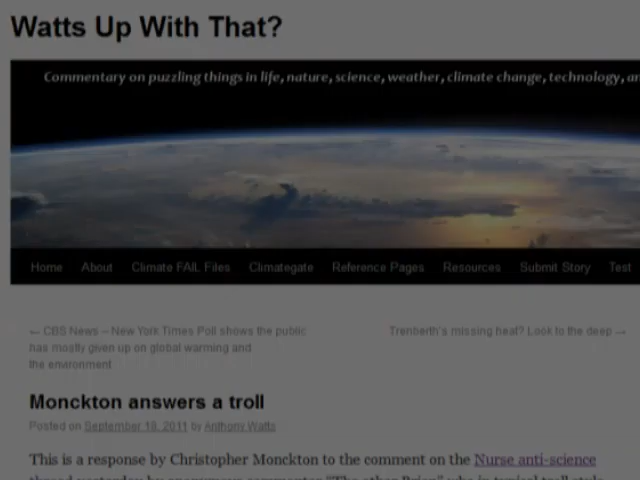 Watts Up With That?
Commentary on puzzling things in life, nature, science, weather, climate change, technology, an
Home About Climate FAIL Files Climategate Reference Pages Resources Submit Story Test
← CBS News – New York Times Poll shows the public Trenberth's missing heat? Look to the deep →
has mostly given up on global warming and
the environment
Monckton answers a troll
Posted on September 18, 2011 by Anthony Watts
This is a response by Christopher Monckton to the comment on the Nurse anti-science